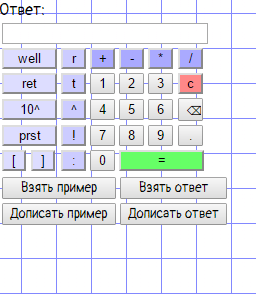 Ответ:
well r + - * /
ret t 1 2 3 c
10^ ^ 4 5 6 ⌫
prst ! 7 8 9 .
[ ] : 0 =
Взять пример Взять ответ
Дописать пример Дописать ответ